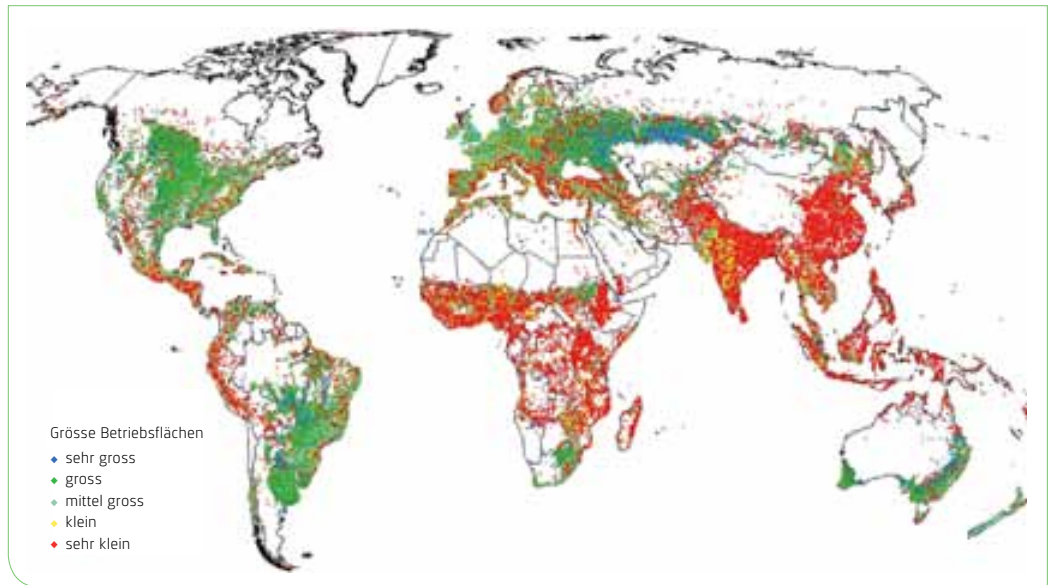 Grösse Betriebsflächen
sehr gross
gross
mittel gross
klein
sehr klein